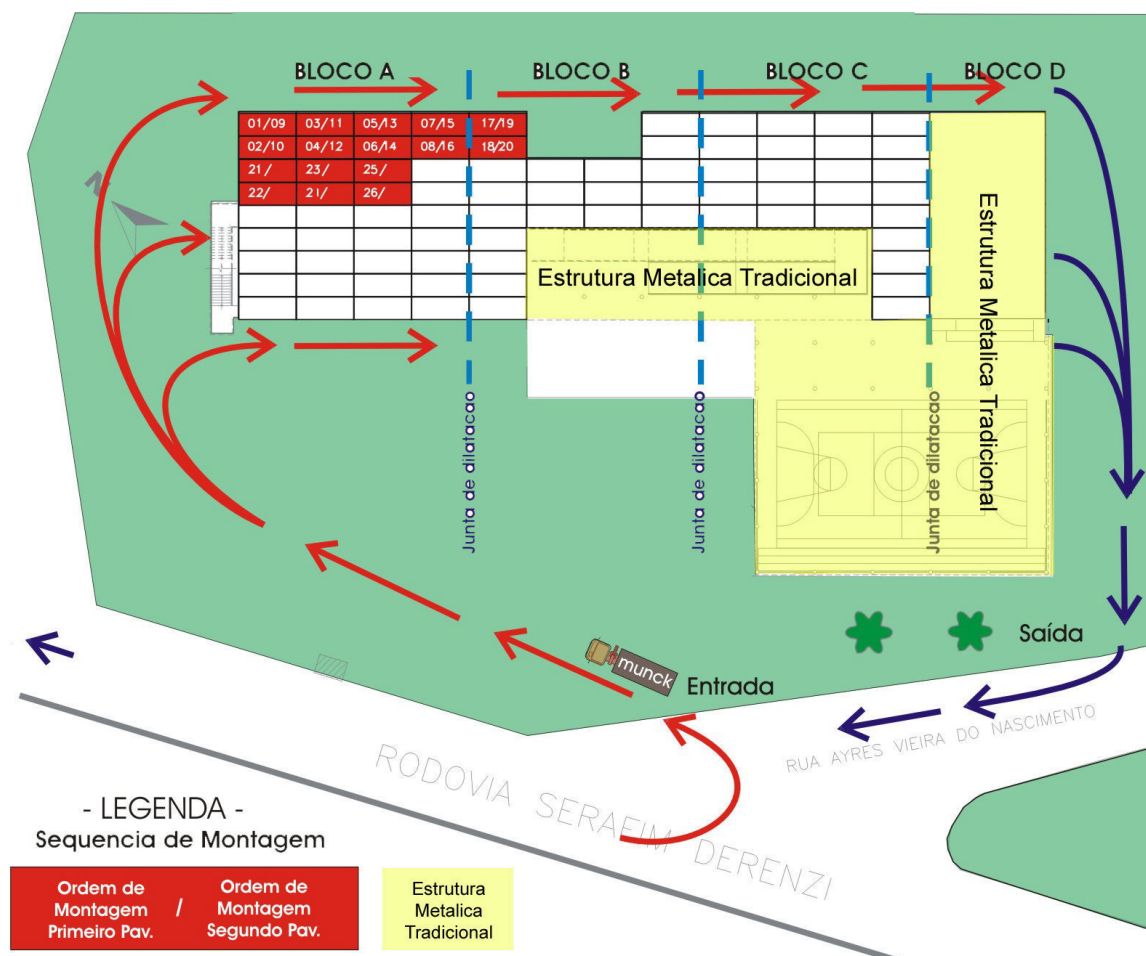 BLOCO A
BLOCO B
BLOCO C
BLOCO D
01/09 03/11 05/13 07/15 17/19
02/10 04/12 06/14 08/16 18/20
21/ 23/ 25/
22/ 21/ 26/
N
Estrutura Metalica Tradicional
Estrutura Metalica Tradicional
Junta de dilatacao
Junta de dilatacao
Junta de dilatacao
Saída
munck
Entrada
RUA AYRES VIEIRA DO NASCIMENTO
RODOVIA SERAFIM DERENZI
- LEGENDA -
Sequencia de Montagem
Ordem de
Montagem
Primeiro Pav.
/
Ordem de
Montagem
Segundo Pav.
Estrutura
Metalica
Tradicional